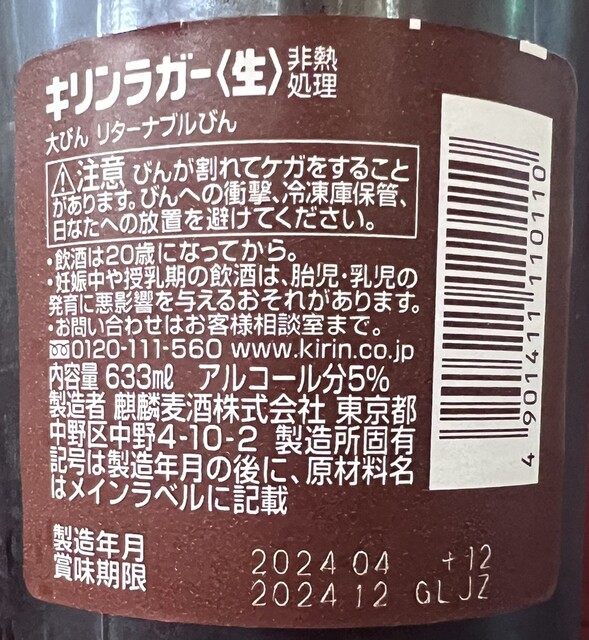 キリンラガー〈生〉非熱処理
大びん リターナブルびん
⚠注意 びんが割れてケガをすること
があります。びんへの衝撃、冷凍庫保管、
日なたへの放置を避けてください。
・飲酒は20歳になってから。
・妊娠中や授乳期の飲酒は、胎児・乳児の
発育に悪影響を与えるおそれがあります。
・お問い合わせはお客様相談室まで。
0120-111-560 www.kirin.co.jp
内容量 633㎖ アルコール分5%
製造者 麒麟麦酒株式会社 東京都
中野区中野4-10-2 製造所固有
記号は製造年月の後に、原材料名
はメインラベルに記載
製造年月 2024 04 +12
賞味期限 2024 12 GLJZ
4 901411 110110